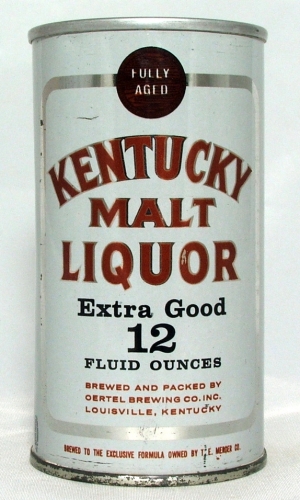 FULLY
AGED
KENTUCKY
MALT
LIQUOR
Extra Good
12
FLUID OUNCES
BREWED AND PACKED BY
OERTEL BREWING CO. INC.
LOUISVILLE, KENTUCKY
BREWED TO THE EXCLUSIVE FORMULA OWNED BY T. E. MERCER CO.